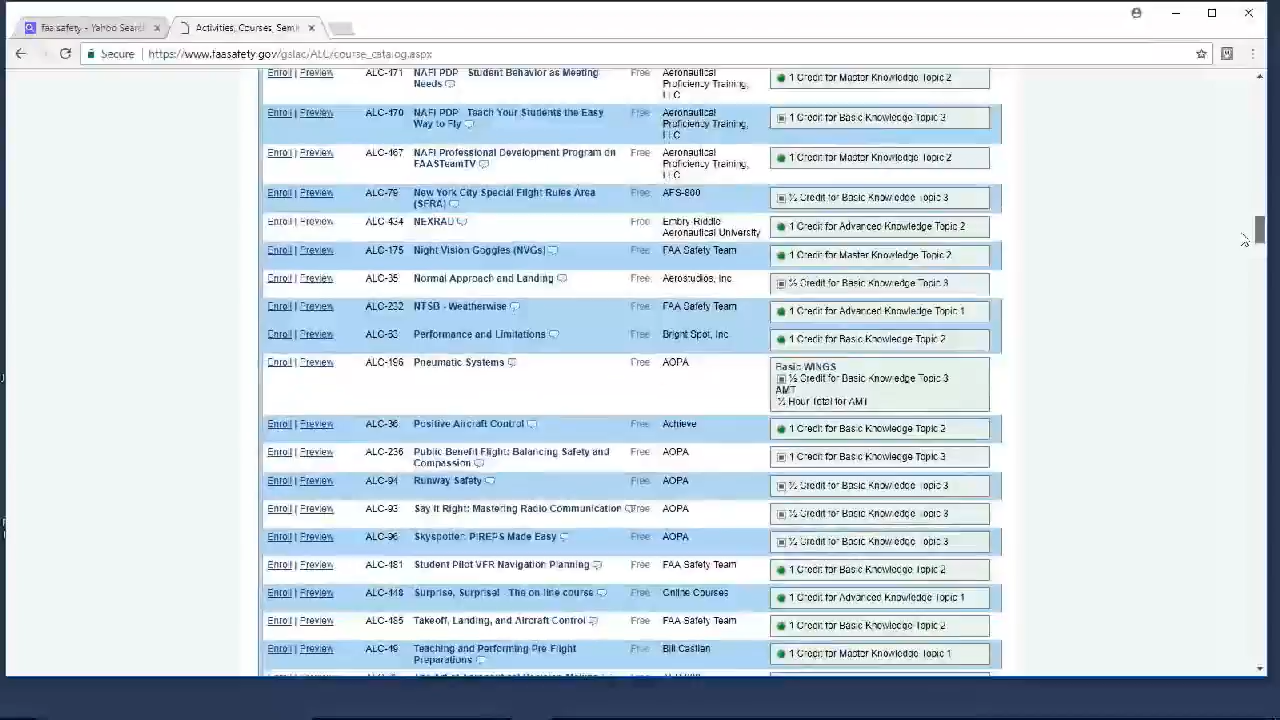 faa safety - Yahoo Search
Activities, Courses, Semi
Secure https://www.faasafety.gov/gslac/ALC/course_catalog.aspx
Enroll | Preview ALC-471 NAFI PDP Student Behavior as Meeting Needs Free Aeronautical Proficiency Training, LLC 1 Credit for Master Knowledge Topic 2
Enroll | Preview ALC-470 NAFI PDP Teach Your Students the Easy Way to Fly Free Aeronautical Proficiency Training, LLC 1 Credit for Basic Knowledge Topic 3
Enroll | Preview ALC-467 NAFI Professional Development Program on FAASTeamTV Free Aeronautical Proficiency Training, LLC 1 Credit for Master Knowledge Topic 2
Enroll | Preview ALC-79 New York City Special Flight Rules Area (SFRA) Free AFS-800 ½ Credit for Basic Knowledge Topic 3
Enroll | Preview ALC-434 NEXRAD Free Embry-Riddle Aeronautical University 1 Credit for Advanced Knowledge Topic 2
Enroll | Preview ALC-175 Night Vision Goggles (NVGs) Free FAA Safety Team 1 Credit for Master Knowledge Topic 2
Enroll | Preview ALC-35 Normal Approach and Landing Free Aerostudios, Inc ½ Credit for Basic Knowledge Topic 3
Enroll | Preview ALC-232 NTSB - Weatherwise Free FAA Safety Team 1 Credit for Advanced Knowledge Topic 1
Enroll | Preview ALC-63 Performance and Limitations Free Bright Spot, Inc. 1 Credit for Basic Knowledge Topic 2
Enroll | Preview ALC-196 Pneumatic Systems Free AOPA Basic WINGS
½ Credit for Basic Knowledge Topic 3
AMT
½ Hour Total for AMT
Enroll | Preview ALC-36 Positive Aircraft Control Free Achieve 1 Credit for Basic Knowledge Topic 2
Enroll | Preview ALC-236 Public Benefit Flight: Balancing Safety and Compassion Free AOPA 1 Credit for Basic Knowledge Topic 3
Enroll | Preview ALC-94 Runway Safety Free AOPA ½ Credit for Basic Knowledge Topic 3
Enroll | Preview ALC-93 Say It Right: Mastering Radio Communication Free AOPA ½ Credit for Basic Knowledge Topic 3
Enroll | Preview ALC-96 Skyspotter: PIREPS Made Easy Free AOPA ½ Credit for Basic Knowledge Topic 3
Enroll | Preview ALC-481 Student Pilot VFR Navigation Planning Free FAA Safety Team 1 Credit for Basic Knowledge Topic 2
Enroll | Preview ALC-448 Surprise, Surprise! The on line course Free Online Courses 1 Credit for Advanced Knowledge Topic 1
Enroll | Preview ALC-485 Takeoff, Landing, and Aircraft Control Free FAA Safety Team 1 Credit for Basic Knowledge Topic 2
Enroll | Preview ALC-49 Teaching and Performing Pre Flight Preparations Free Bill Castlen 1 Credit for Master Knowledge Topic 1